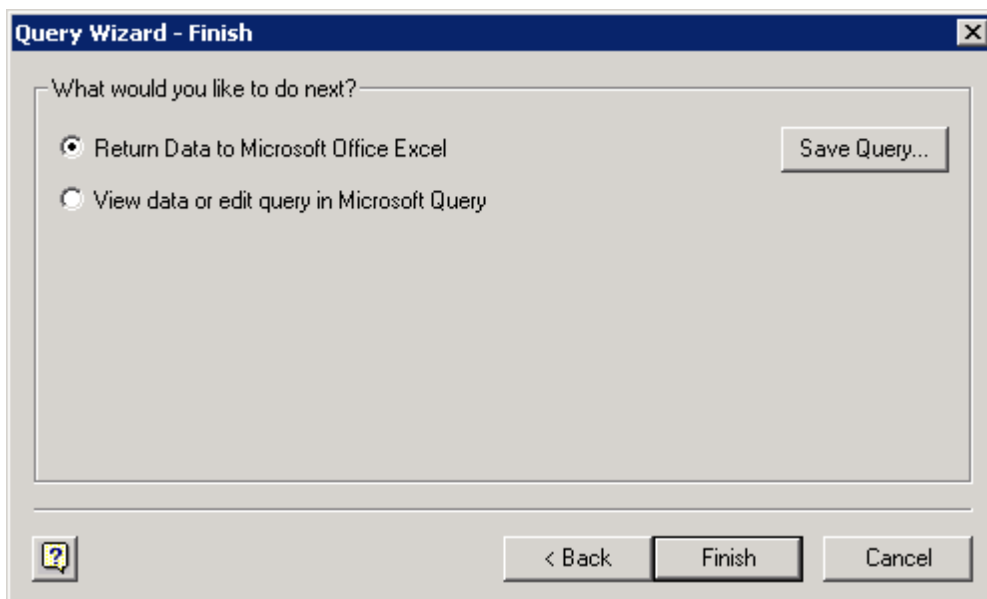 Query Wizard - Finish
What would you like to do next?
Return Data to Microsoft Office Excel
Save Query...
View data or edit query in Microsoft Query
< Back
Finish
Cancel